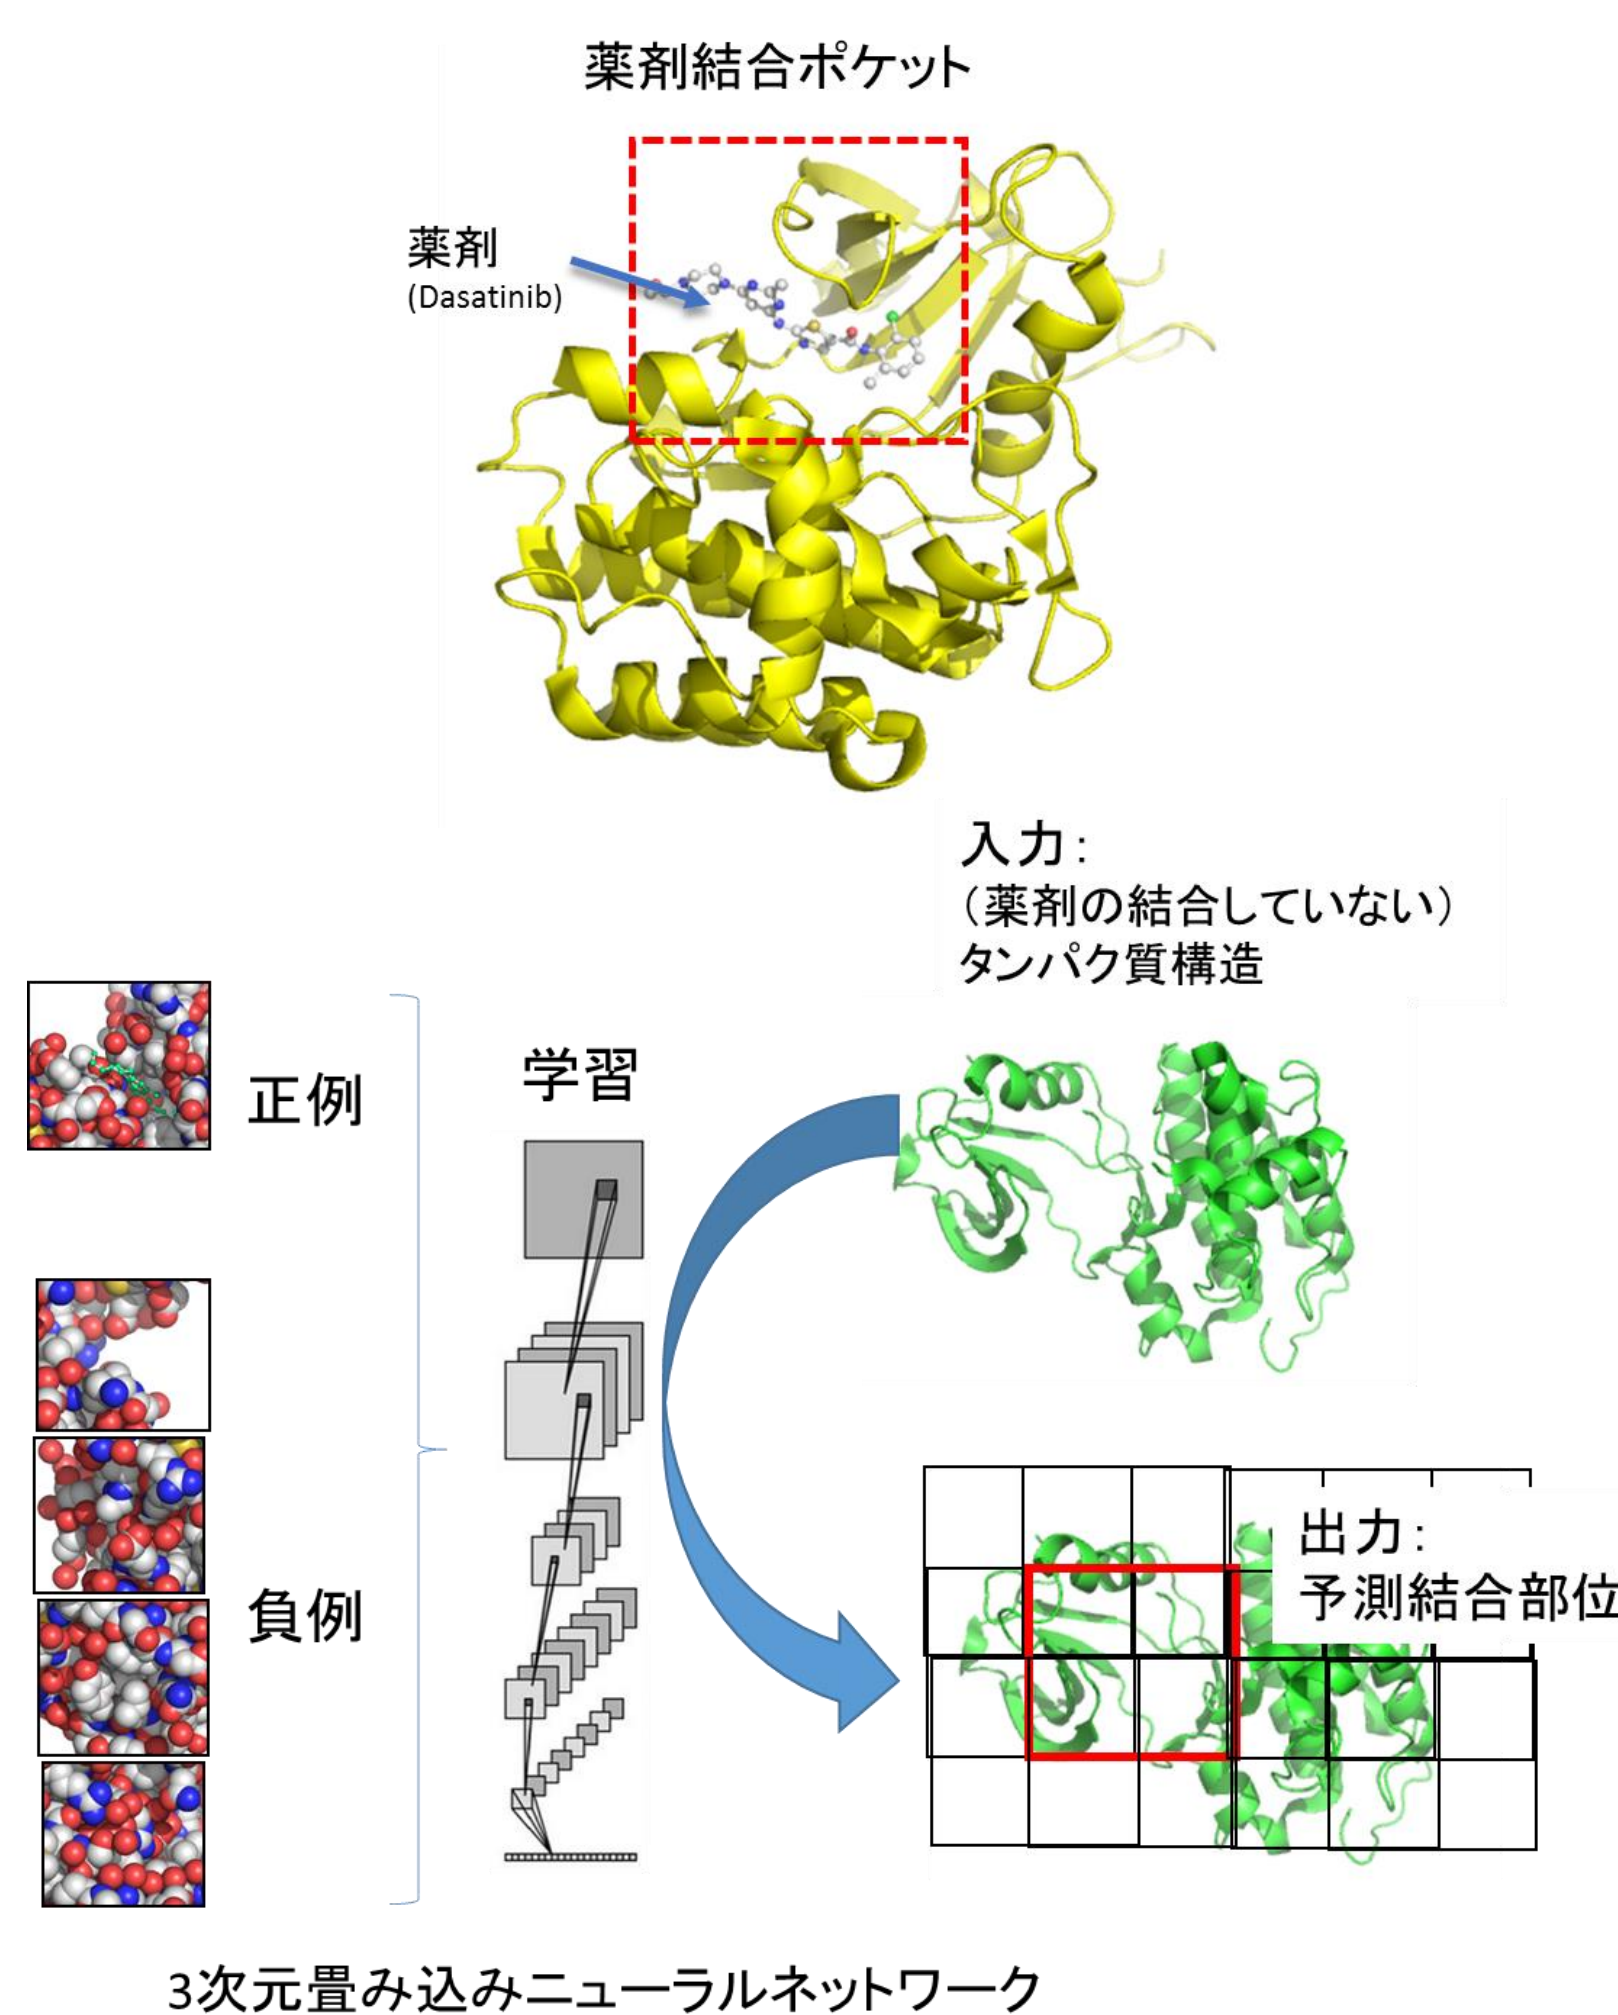 薬剤結合ポケット
薬剤
(Dasatinib)
入力：
（薬剤の結合していない）
タンパク質構造
正例
学習
負例
出力：
予測結合部位
3次元畳み込みニューラルネットワーク